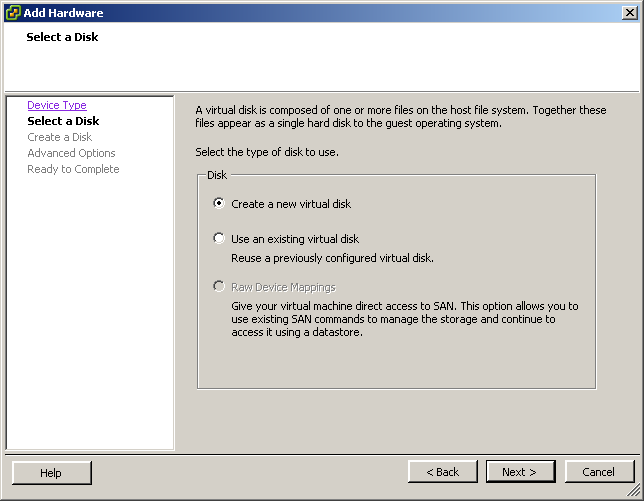 Add Hardware
Select a Disk
Device Type
Select a Disk
Create a Disk
Advanced Options
Ready to Complete
A virtual disk is composed of one or more files on the host file system. Together these
files appear as a single hard disk to the guest operating system.
Select the type of disk to use.
Disk
Create a new virtual disk
Use an existing virtual disk
Reuse a previously configured virtual disk.
Raw Device Mappings
Give your virtual machine direct access to SAN. This option allows you to
use existing SAN commands to manage the storage and continue to
access it using a datastore.
Help
< Back
Next >
Cancel